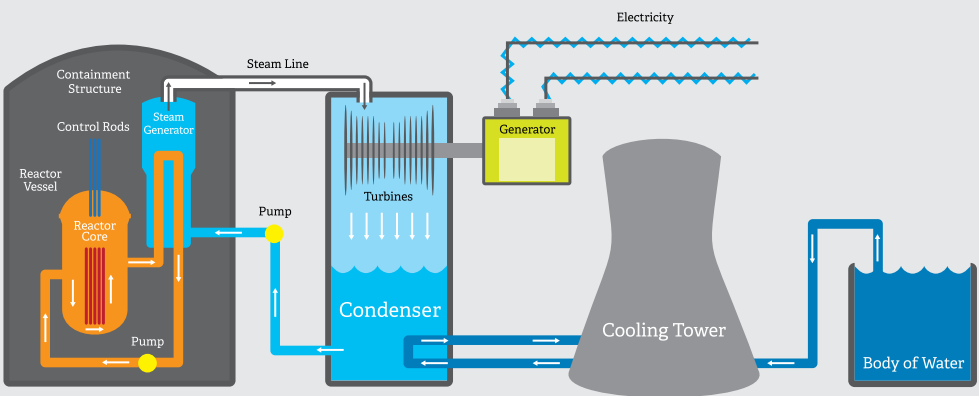 Electricity
Steam Line
Containment
Structure
Steam
Generator
Control Rods
Generator
Reactor
Vessel
Turbines
Pump
Reactor
Core
Condenser
Cooling Tower
Pump
Body of Water